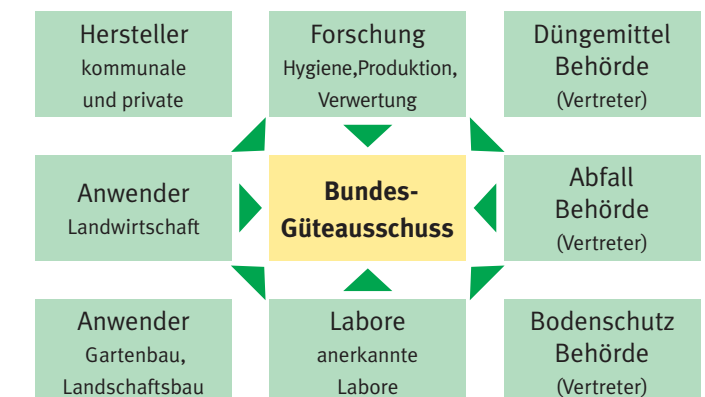 Hersteller
kommunale
und private
Forschung
Hygiene,Produktion,
Verwertung
Düngemittel
Behörde
(Vertreter)
Anwender
Landwirtschaft
Bundes-
Güteausschuss
Abfall
Behörde
(Vertreter)
Anwender
Gartenbau,
Landschaftsbau
Labore
anerkannte
Labore
Bodenschutz
Behörde
(Vertreter)